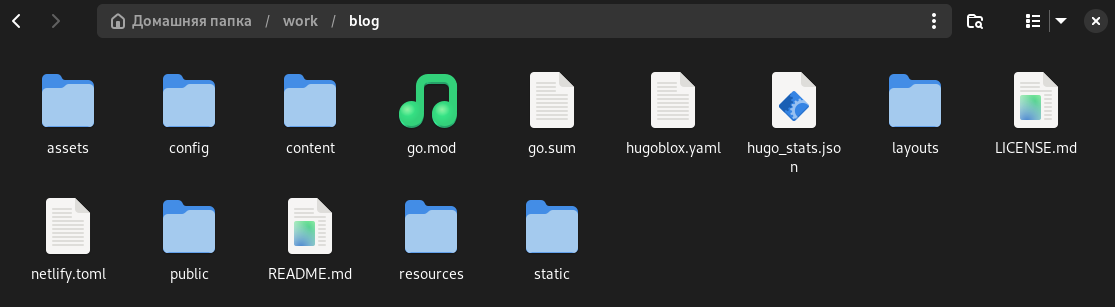 Домашняя папка / work / blog
assets config content go.mod go.sum hugoblox.yaml hugo_stats.jso layouts LICENSE.md
n
netlify.toml public README.md resources static